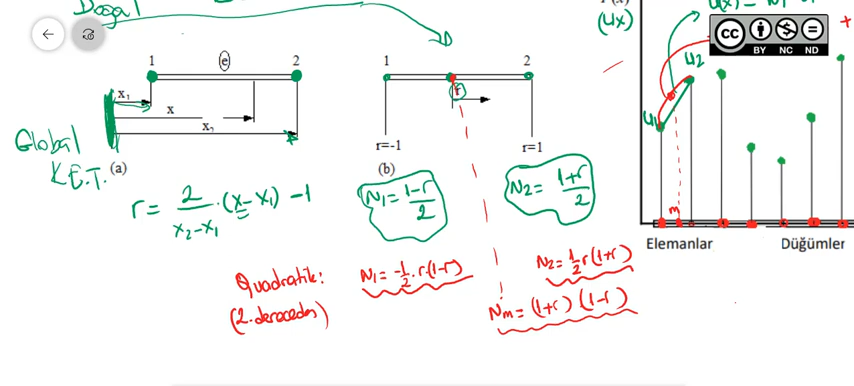 Doğal
(Ux)
cc
BY NC ND
1 e 2
1 2
x₁
x
x₂
r
r=-1
r=1
Global
K.E.T.
(a)
(b)
r = 2/(x₂-x₁) . (x-x₁) -1
N₁ = (1-r)/2
N₂ = (1+r)/2
Quadratik:
(2.dereceden)
N₁ = -1/2 . r.(1-r)
N₂ = 1/2 r(1+r)
Nm = (1+r) (1-r)
U₁
U₂
m
Elemanlar
Düğümler